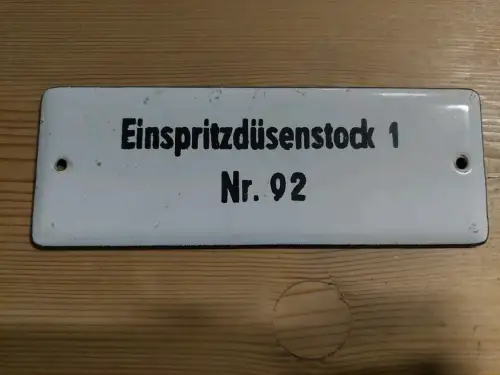 Einspritzdüsenstock 1
Nr. 92